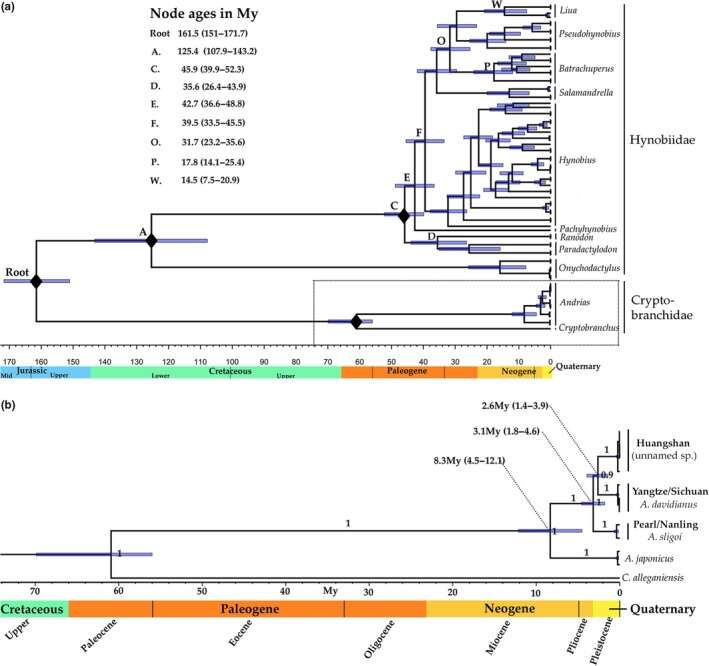 (a)
Node ages in My
Root 161.5 (151–171.7)
A. 125.4 (107.9–143.2)
C. 45.9 (39.9–52.3)
D. 35.6 (26.4–43.9)
E. 42.7 (36.6–48.8)
F. 39.5 (33.5–45.5)
O. 31.7 (23.2–35.6)
P. 17.8 (14.1–25.4)
W. 14.5 (7.5–20.9)
W
Liua
Pseudohynobius
O
P
Batrachuperus
Salamandrella
F
Hynobius
Hynobiidae
E
C
Pachyhynobius
D
Ranodon
Paradactylodon
A
Onychodactylus
Root
Andrias
Crypto-
branchidae
Cryptobranchus
170 160 150 140 130 120 110 100 90 80 70 60 50 40 30 20 10 0
Jurassic Cretaceous Paleogene Neogene Quaternary
Mid Upper Lower Upper
(b)
2.6My (1.4–3.9)
3.1My (1.8–4.6)
8.3My (4.5–12.1)
1 Huangshan
(unnamed sp.)
0.9
1 Yangtze/Sichuan
A. davidianus
1 1
1 Pearl/Nanling
A. sligoi
1 1
1 A. japonicus
1
C. alleganiensis
70 60 50 40 My 30 20 10 0
Cretaceous Paleogene Neogene Quaternary
Upper Paleocene Eocene Oligocene Miocene Pliocene Pleistocene